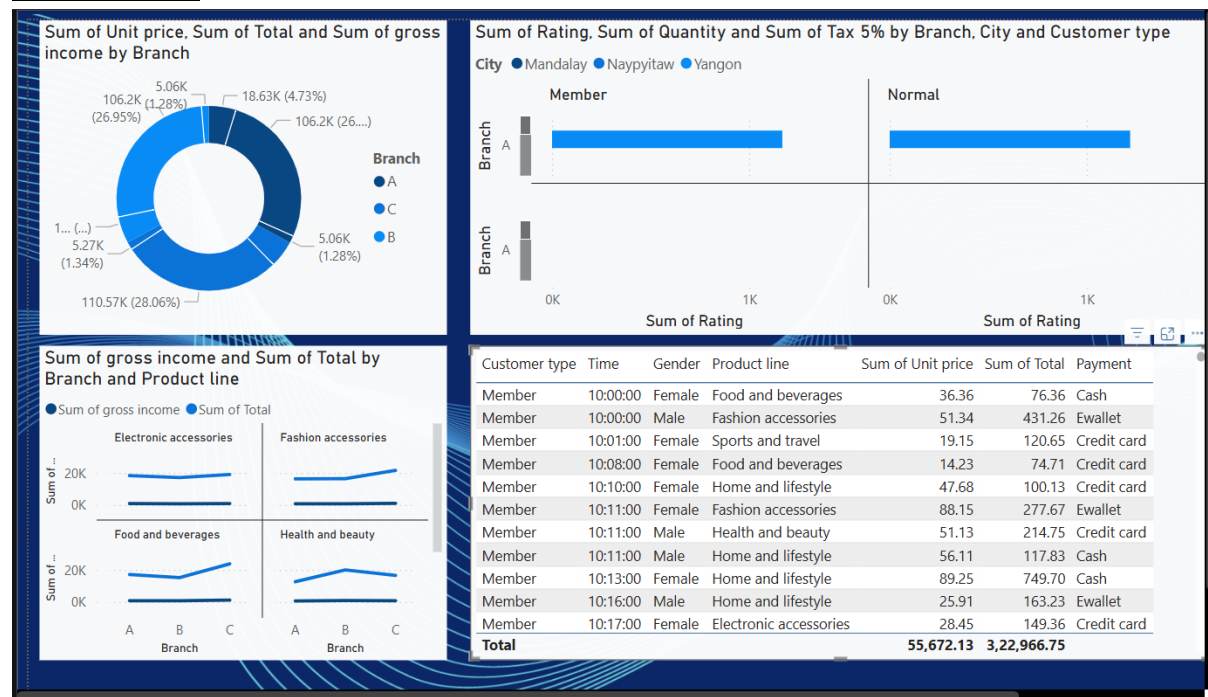 Sum of Unit price, Sum of Total and Sum of gross
income by Branch
5.06K
(1.28%)
18.63K (4.73%)
106.2K
(26.95%)
106.2K (26....)
Branch
A
C
B
1... (...)
5.27K
(1.34%)
5.06K
(1.28%)
110.57K (28.06%)
Sum of Rating, Sum of Quantity and Sum of Tax 5% by Branch, City and Customer type
City Mandalay Naypyitaw Yangon
Member Normal
Branch
A
Branch
A
0K 1K 0K 1K
Sum of Rating Sum of Rating
Sum of gross income and Sum of Total by
Branch and Product line
Sum of gross income Sum of Total
Electronic accessories Fashion accessories
Sum of ...
20K
0K
Food and beverages Health and beauty
Sum of ...
20K
0K
A B C A B C
Branch Branch
Customer type Time Gender Product line Sum of Unit price Sum of Total Payment
Member 10:00:00 Female Food and beverages 36.36 76.36 Cash
Member 10:00:00 Male Fashion accessories 51.34 431.26 Ewallet
Member 10:01:00 Female Sports and travel 19.15 120.65 Credit card
Member 10:08:00 Female Food and beverages 14.23 74.71 Credit card
Member 10:10:00 Female Home and lifestyle 47.68 100.13 Credit card
Member 10:11:00 Female Fashion accessories 88.15 277.67 Ewallet
Member 10:11:00 Male Health and beauty 51.13 214.75 Credit card
Member 10:11:00 Male Home and lifestyle 56.11 117.83 Cash
Member 10:13:00 Female Home and lifestyle 89.25 749.70 Cash
Member 10:16:00 Male Home and lifestyle 25.91 163.23 Ewallet
Member 10:17:00 Female Electronic accessories 28.45 149.36 Credit card
Total 55,672.13 3,22,966.75